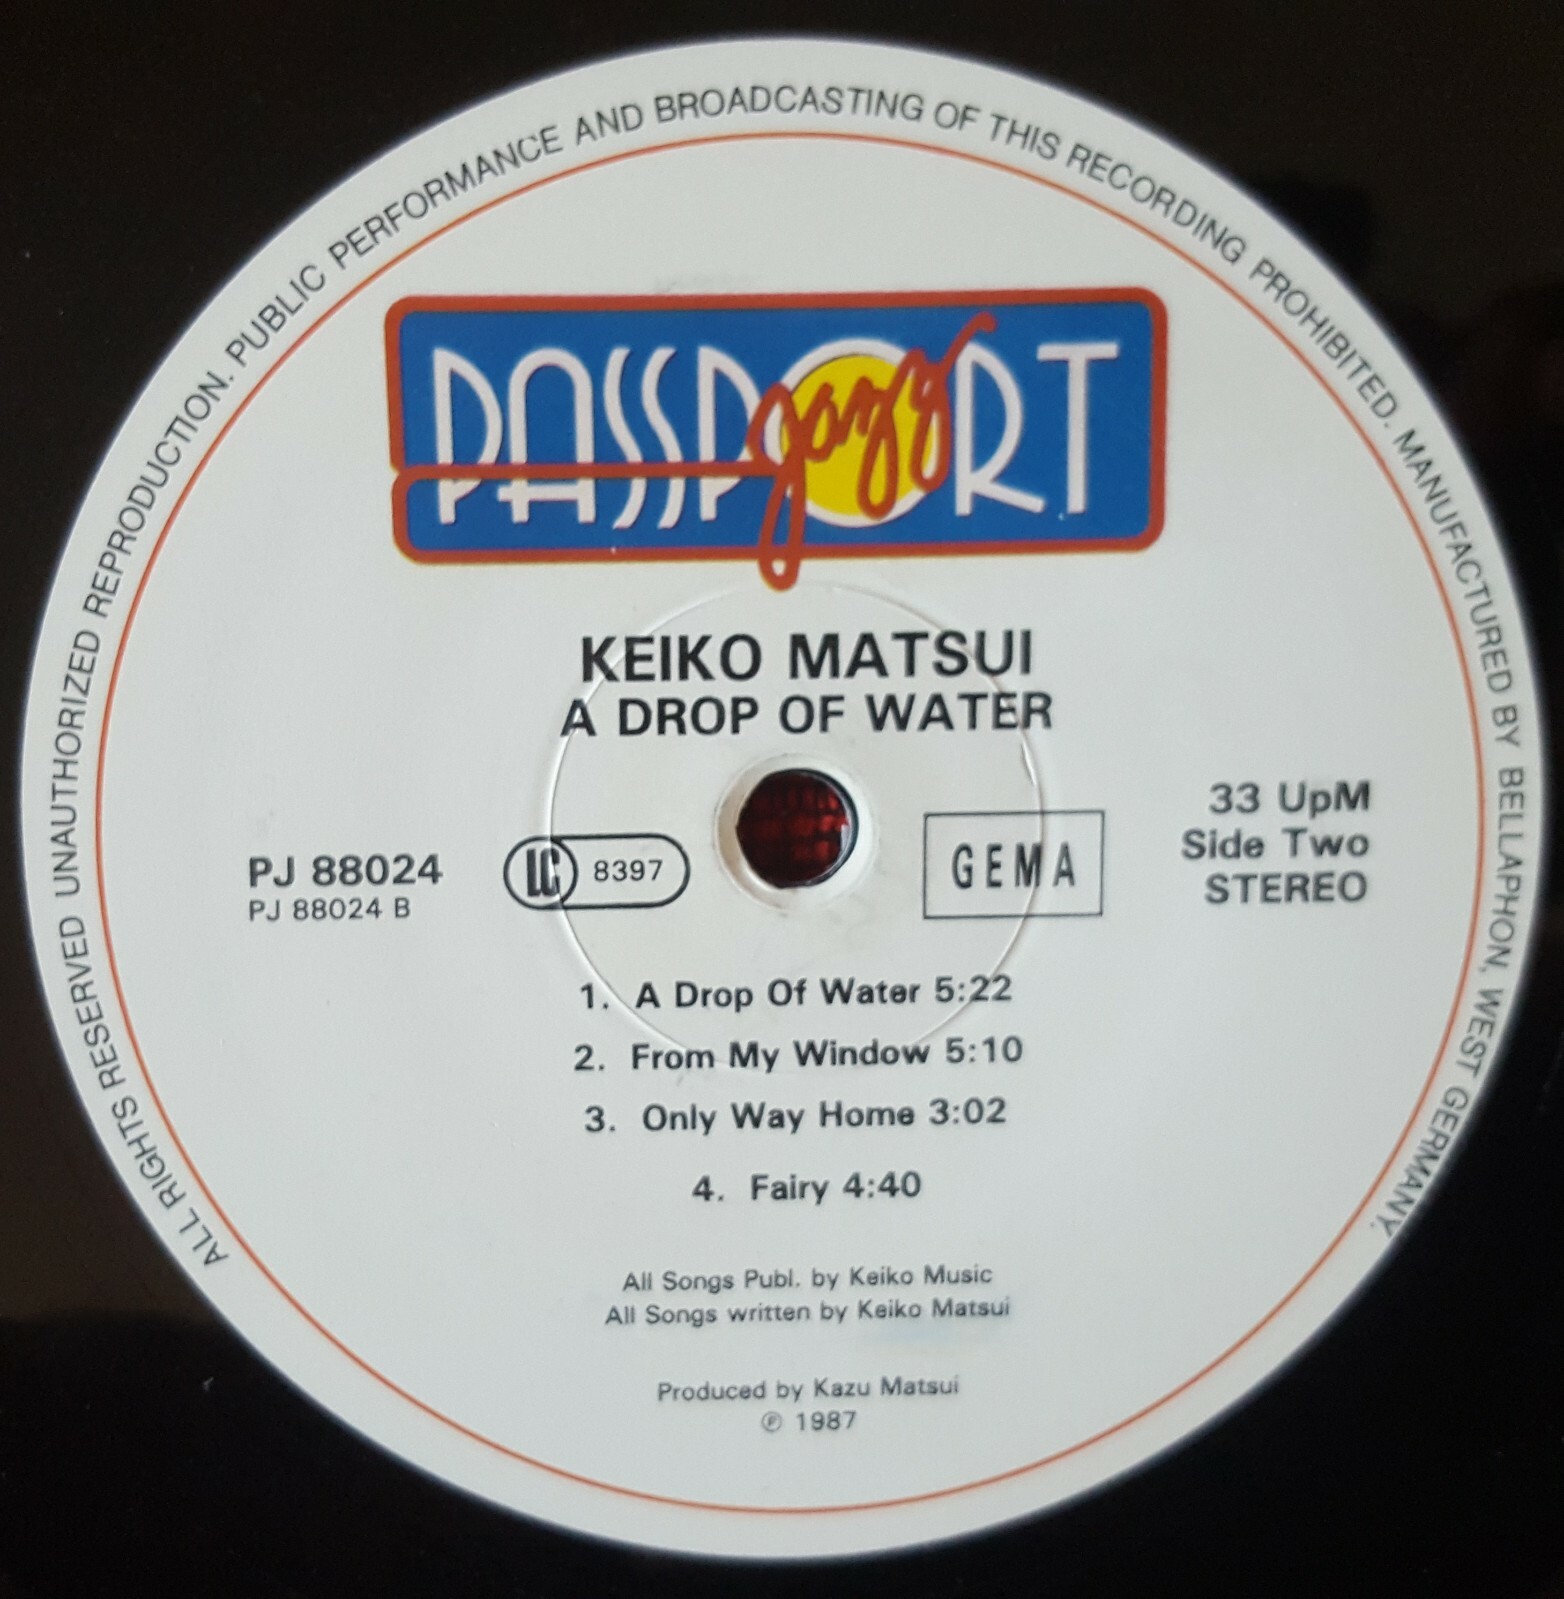 ALL RIGHTS RESERVED UNAUTHORIZED REPRODUCTION. PUBLIC PERFORMANCE AND BROADCASTING OF THIS RECORDING PROHIBITED. MANUFACTURED BY BELLAPHON, WEST GERMANY.
PASSPORT
jazz
KEIKO MATSUI
A DROP OF WATER
PJ 88024
PJ 88024 B
LC 8397
GEMA
33 UpM
Side Two
STEREO
1. A Drop Of Water 5:22
2. From My Window 5:10
3. Only Way Home 3:02
4. Fairy 4:40
All Songs Publ. by Keiko Music
All Songs written by Keiko Matsui
Produced by Kazu Matsui
℗ 1987